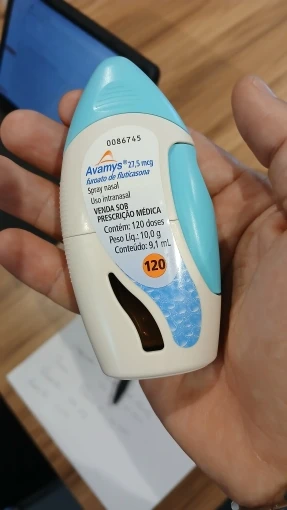 0086745
Avamys® 27,5 mcg
furoato de fluticasona
Spray nasal
Uso intranasal
VENDA SOB
PRESCRIÇÃO MÉDICA
Contém: 120 doses
Peso Líq.: 10,0 g
Conteúdo: 9,1 mL
120